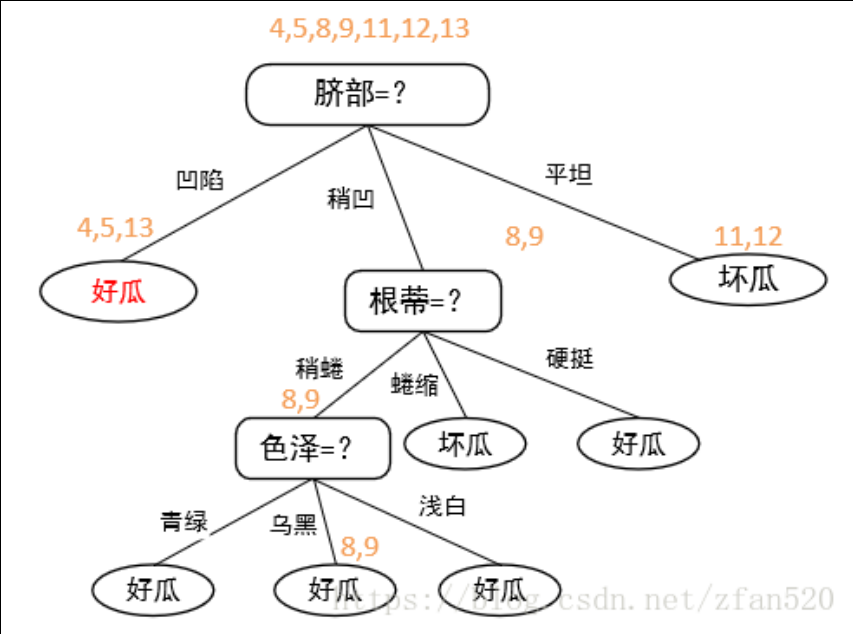 4,5,8,9,11,12,13
脐部=?
凹陷
稍凹
平坦
4,5,13
8,9
11,12
好瓜
根蒂=?
坏瓜
稍蜷
蜷缩
硬挺
8,9
色泽=?
坏瓜
好瓜
青绿
乌黑
浅白
8,9
好瓜
好瓜
好瓜
https://blog.csdn.net/zfan520